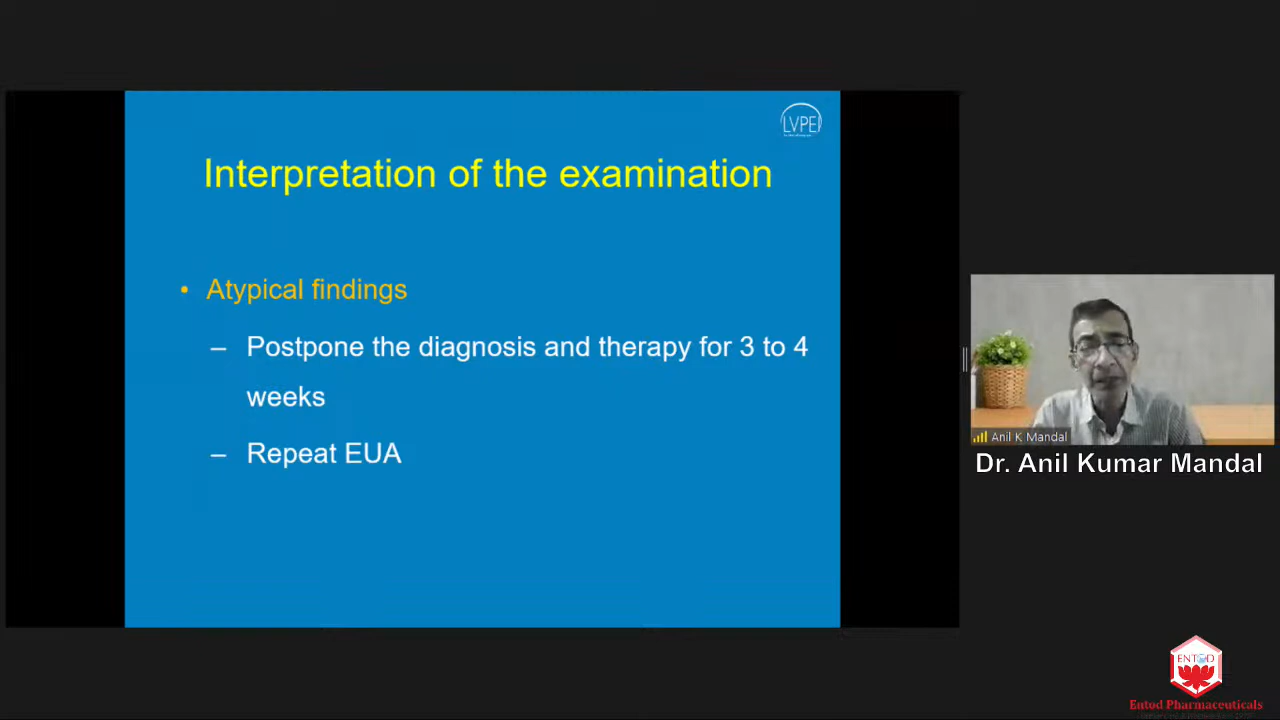 LVPEI
Interpretation of the examination
• Atypical findings
– Postpone the diagnosis and therapy for 3 to 4
weeks
– Repeat EUA
Anil K Mandal
Dr. Anil Kumar Mandal
ENTOD
Entod Pharmaceuticals